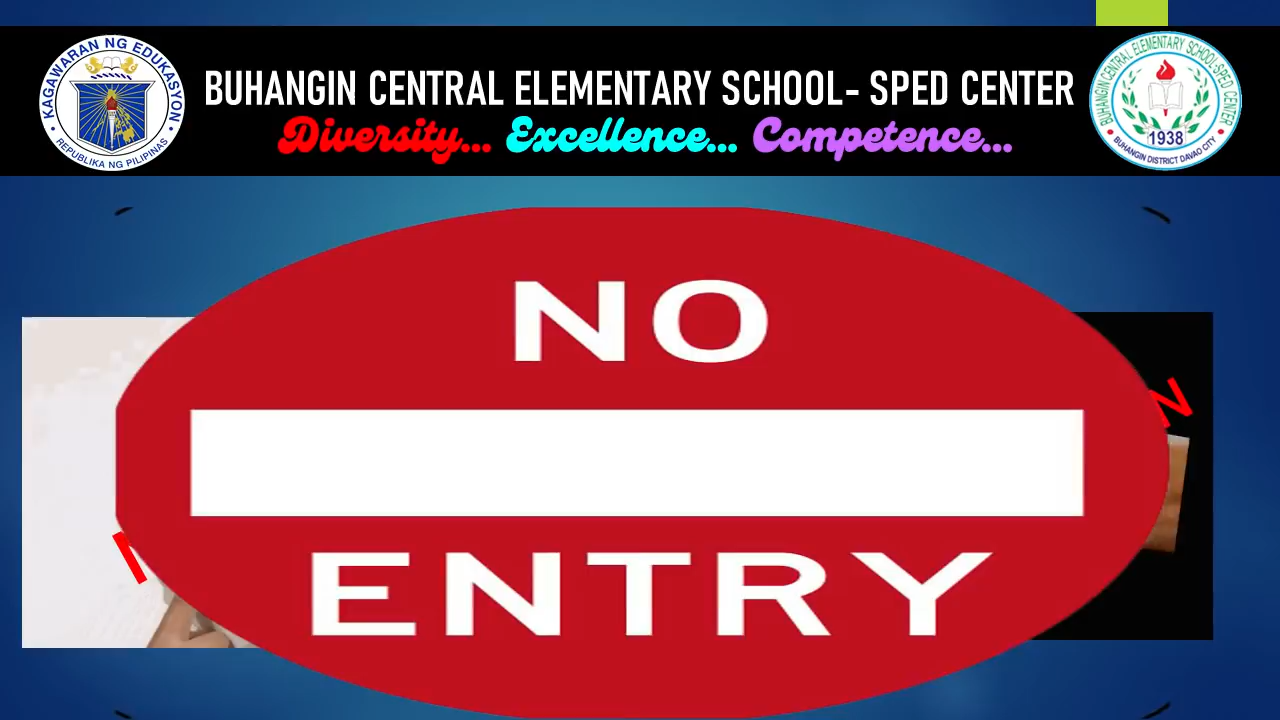 KAGAWARAN NG EDUKASYON
REPUBLIKA NG PILIPINAS
BUHANGIN CENTRAL ELEMENTARY SCHOOL- SPED CENTER
Diversity... Excellence... Competence...
BUHANGIN CENTRAL ELEMENTARY SCHOOL-SPED CENTER
1938
BUHANGIN DISTRICT DAVAO CITY
NO
N
ENTRY